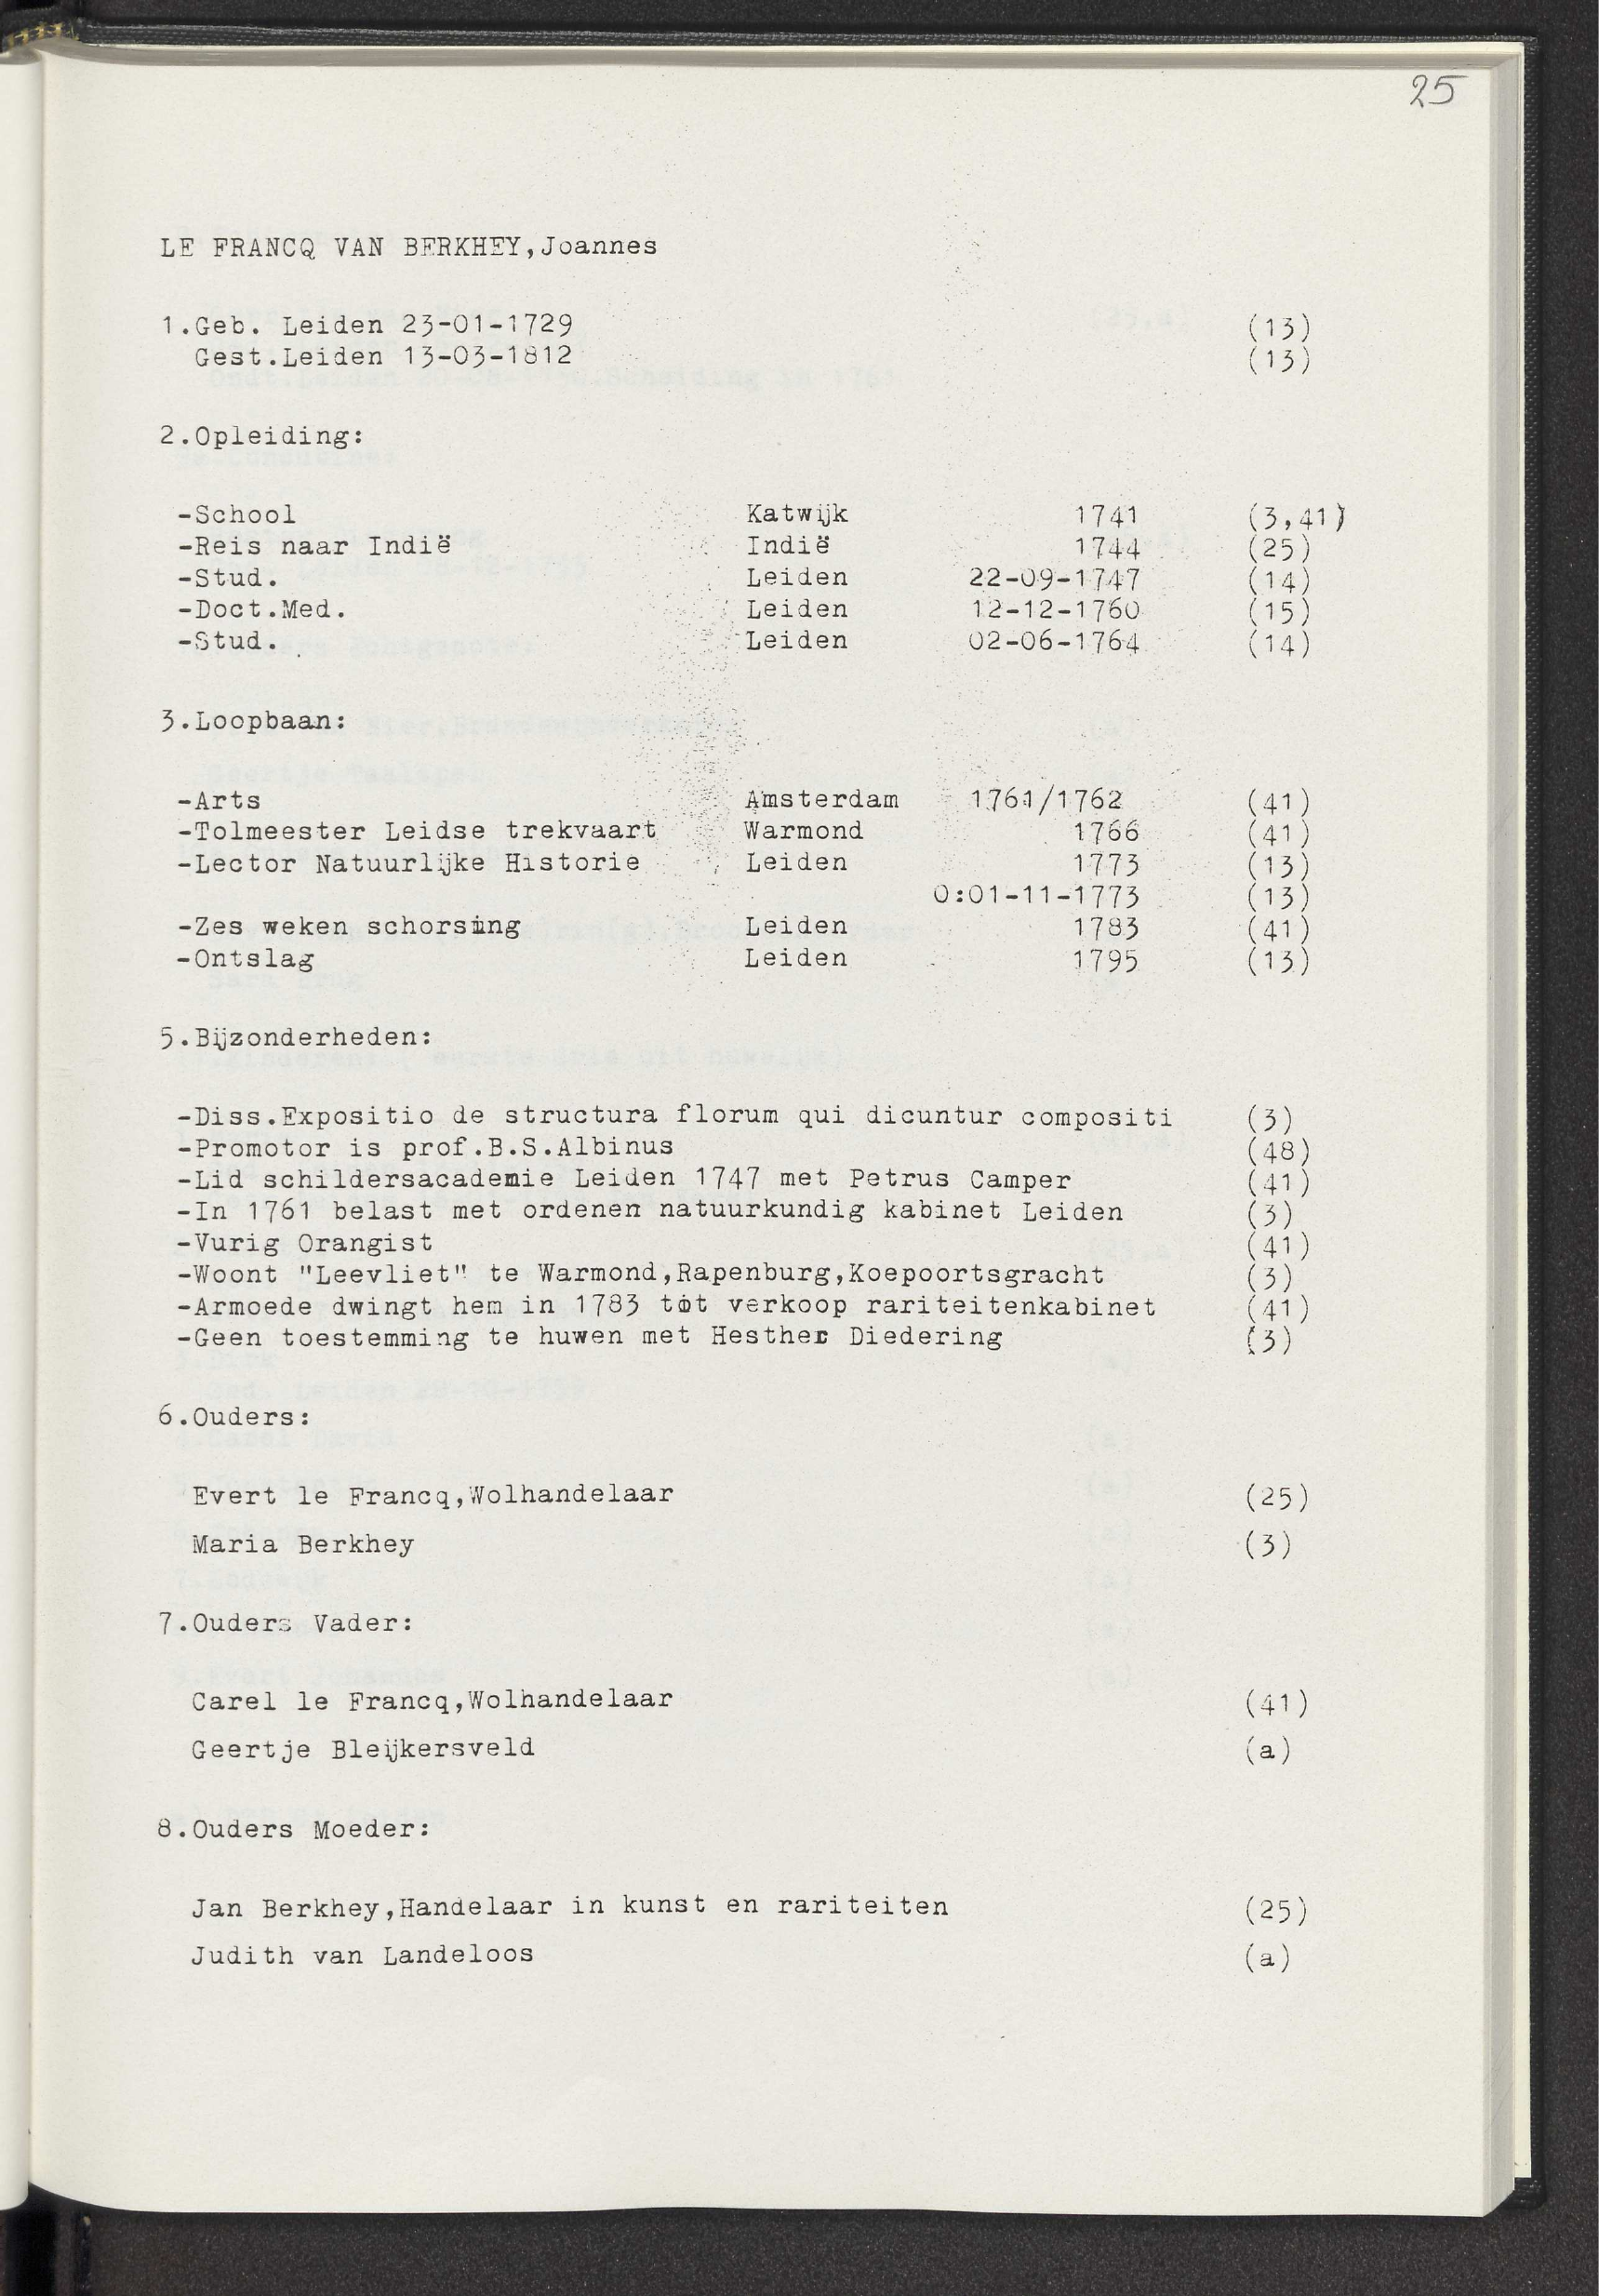 25
LE FRANCQ VAN BERKHEY,Joannes
1.Geb. Leiden 23-01-1729 (13)
Gest.Leiden 13-03-1812 (13)
2.Opleiding:
-School Katwijk 1741 (3,41)
-Reis naar Indië Indië 1744 (25)
-Stud. Leiden 22-09-1747 (14)
-Doct.Med. Leiden 12-12-1760 (15)
-Stud. Leiden 02-06-1764 (14)
3.Loopbaan:
-Arts Amsterdam 1761/1762 (41)
-Tolmeester Leidse trekvaart Warmond 1766 (41)
-Lector Natuurlijke Historie Leiden 1773 (13)
O:01-11-1773 (13)
-Zes weken schorsing Leiden 1783 (41)
-Ontslag Leiden 1795 (13)
5.Bijzonderheden:
-Diss.Expositio de structura florum qui dicuntur compositi (3)
-Promotor is prof.B.S.Albinus (48)
-Lid schildersacademie Leiden 1747 met Petrus Camper (41)
-In 1761 belast met ordenen natuurkundig kabinet Leiden (3)
-Vurig Orangist (41)
-Woont "Leevliet" te Warmond,Rapenburg,Koepoortsgracht (3)
-Armoede dwingt hem in 1783 tot verkoop rariteitenkabinet (41)
-Geen toestemming te huwen met Hesther Diedering (3)
6.Ouders:
Evert le Francq,Wolhandelaar (25)
Maria Berkhey (3)
7.Ouders Vader:
Carel le Francq,Wolhandelaar (41)
Geertje Bleijkersveld (a)
8.Ouders Moeder:
Jan Berkhey,Handelaar in kunst en rariteiten (25)
Judith van Landeloos (a)